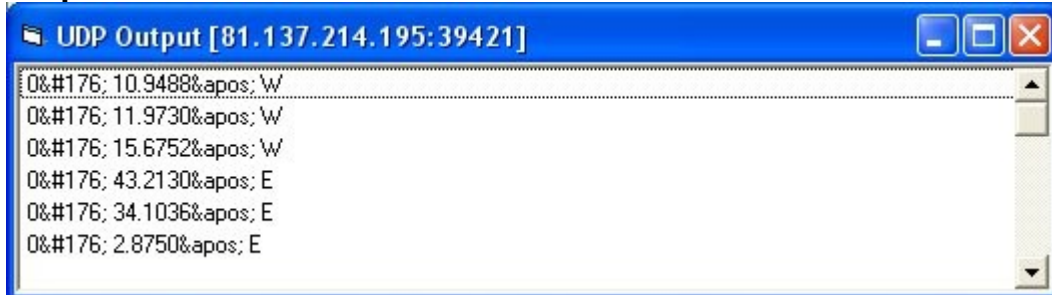 UDP Output [81.137.214.195:39421]
0&#176; 10.9488&apos; W
0&#176; 11.9730&apos; W
0&#176; 15.6752&apos; W
0&#176; 43.2130&apos; E
0&#176; 34.1036&apos; E
0&#176; 2.8750&apos; E